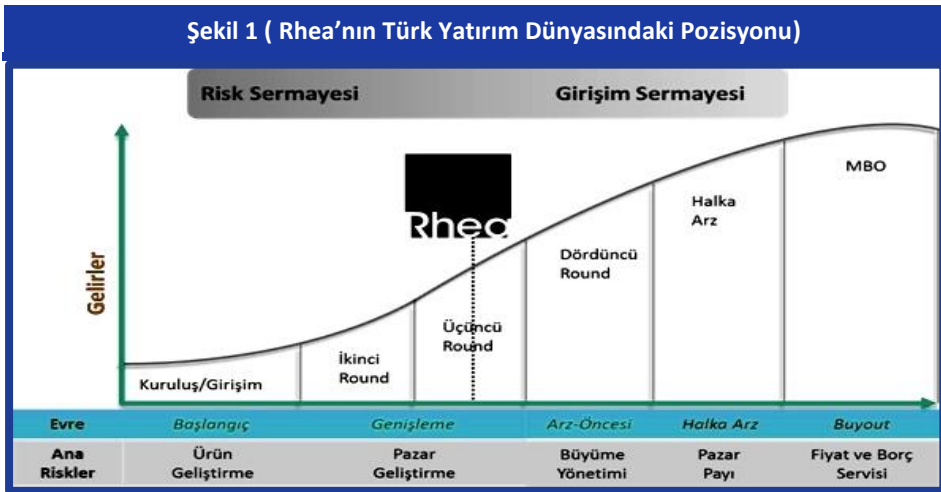 Şekil 1 ( Rhea’nın Türk Yatırım Dünyasındaki Pozisyonu)
Risk Sermayesi Girişim Sermayesi
Rhea
MBO
Halka
Arz
Dördüncü
Round
Üçüncü
Round
İkinci
Round
Kuruluş/Girişim
Gelirler
Evre Başlangıç Genişleme Arz-Öncesi Halka Arz Buyout
Ana Riskler Ürün Geliştirme Pazar Geliştirme Büyüme Yönetimi Pazar Payı Fiyat ve Borç Servisi